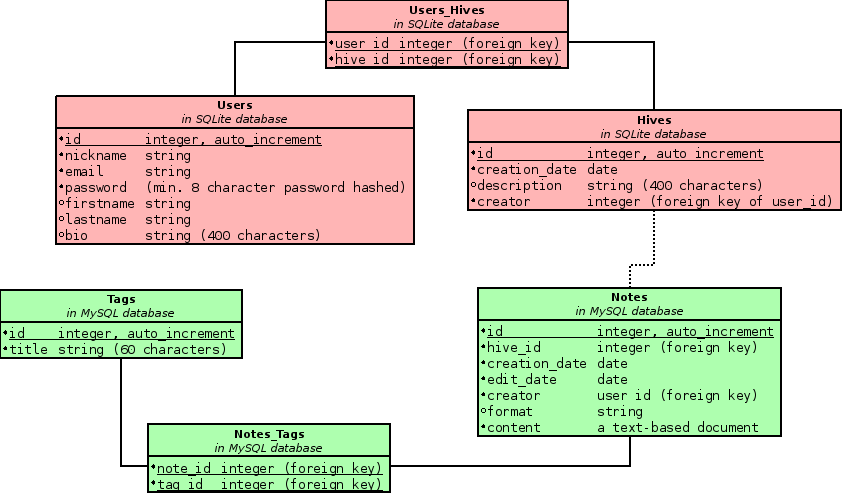 Users_Hives
in SQLite database
user_id integer (foreign key)
hive_id integer (foreign key)
Users
in SQLite database
id integer, auto_increment
nickname string
email string
password (min. 8 character password hashed)
firstname string
lastname string
bio string (400 characters)
Hives
in SQLite database
id integer, auto_increment
creation_date date
description string (400 characters)
creator integer (foreign key of user_id)
Tags
in MySQL database
id integer, auto_increment
title string (60 characters)
Notes
in MySQL database
id integer, auto_increment
hive_id integer (foreign key)
creation_date date
edit_date date
creator user id (foreign key)
format string
content a text-based document
Notes_Tags
in MySQL database
note_id integer (foreign key)
tag_id integer (foreign key)